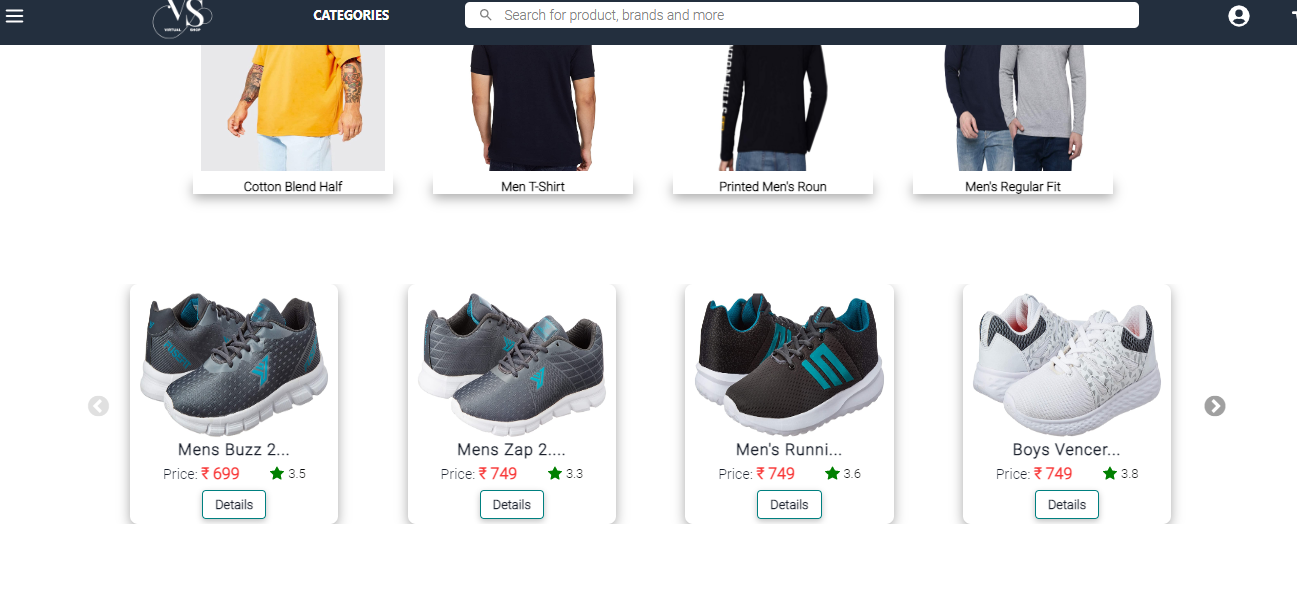 VS
VIRTUAL SHOP
CATEGORIES
Search for product, brands and more
Cotton Blend Half
Men T-Shirt
Printed Men's Roun
Men's Regular Fit
Mens Buzz 2...
Price: ₹ 699
3.5
Details
Mens Zap 2....
Price: ₹ 749
3.3
Details
Men's Runni...
Price: ₹ 749
3.6
Details
Boys Vencer...
Price: ₹ 749
3.8
Details